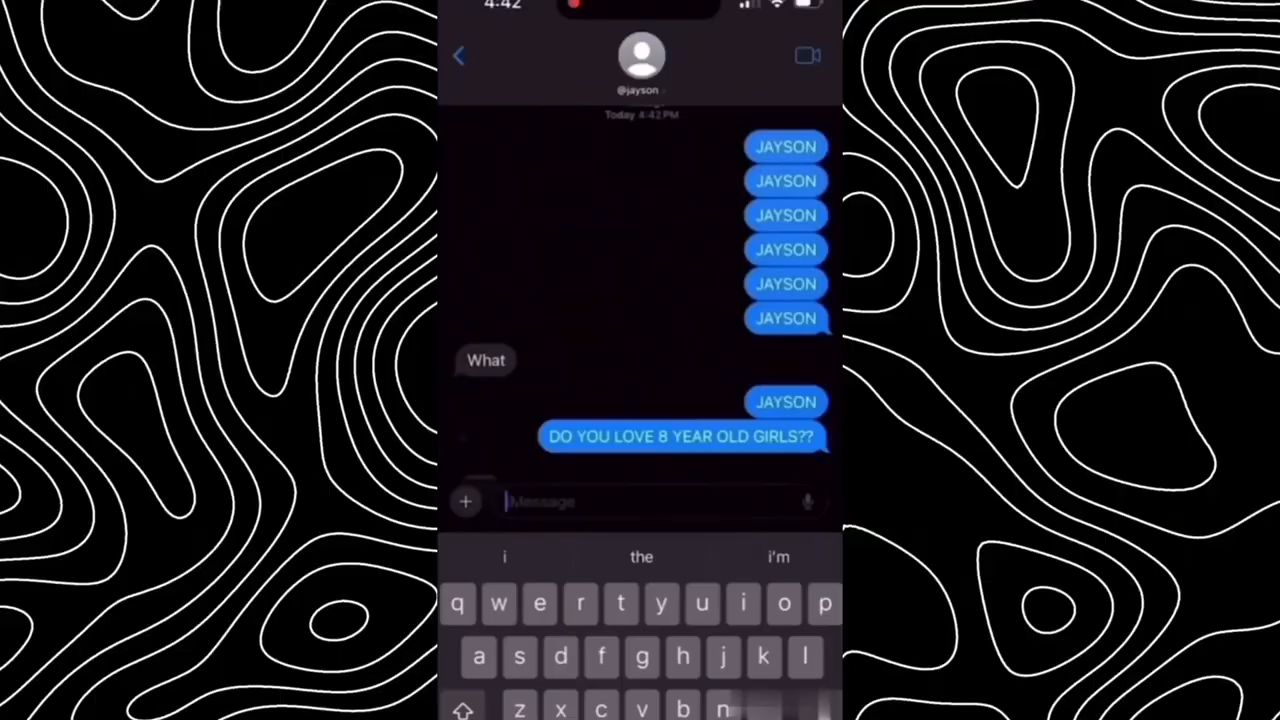 4:42
@jayson
Today 4:42 PM
JAYSON
JAYSON
JAYSON
JAYSON
JAYSON
JAYSON
What
JAYSON
DO YOU LOVE 8 YEAR OLD GIRLS??
iMessage
i the i'm
q w e r t y u i o p
a s d f g h j k l
z x c v b n